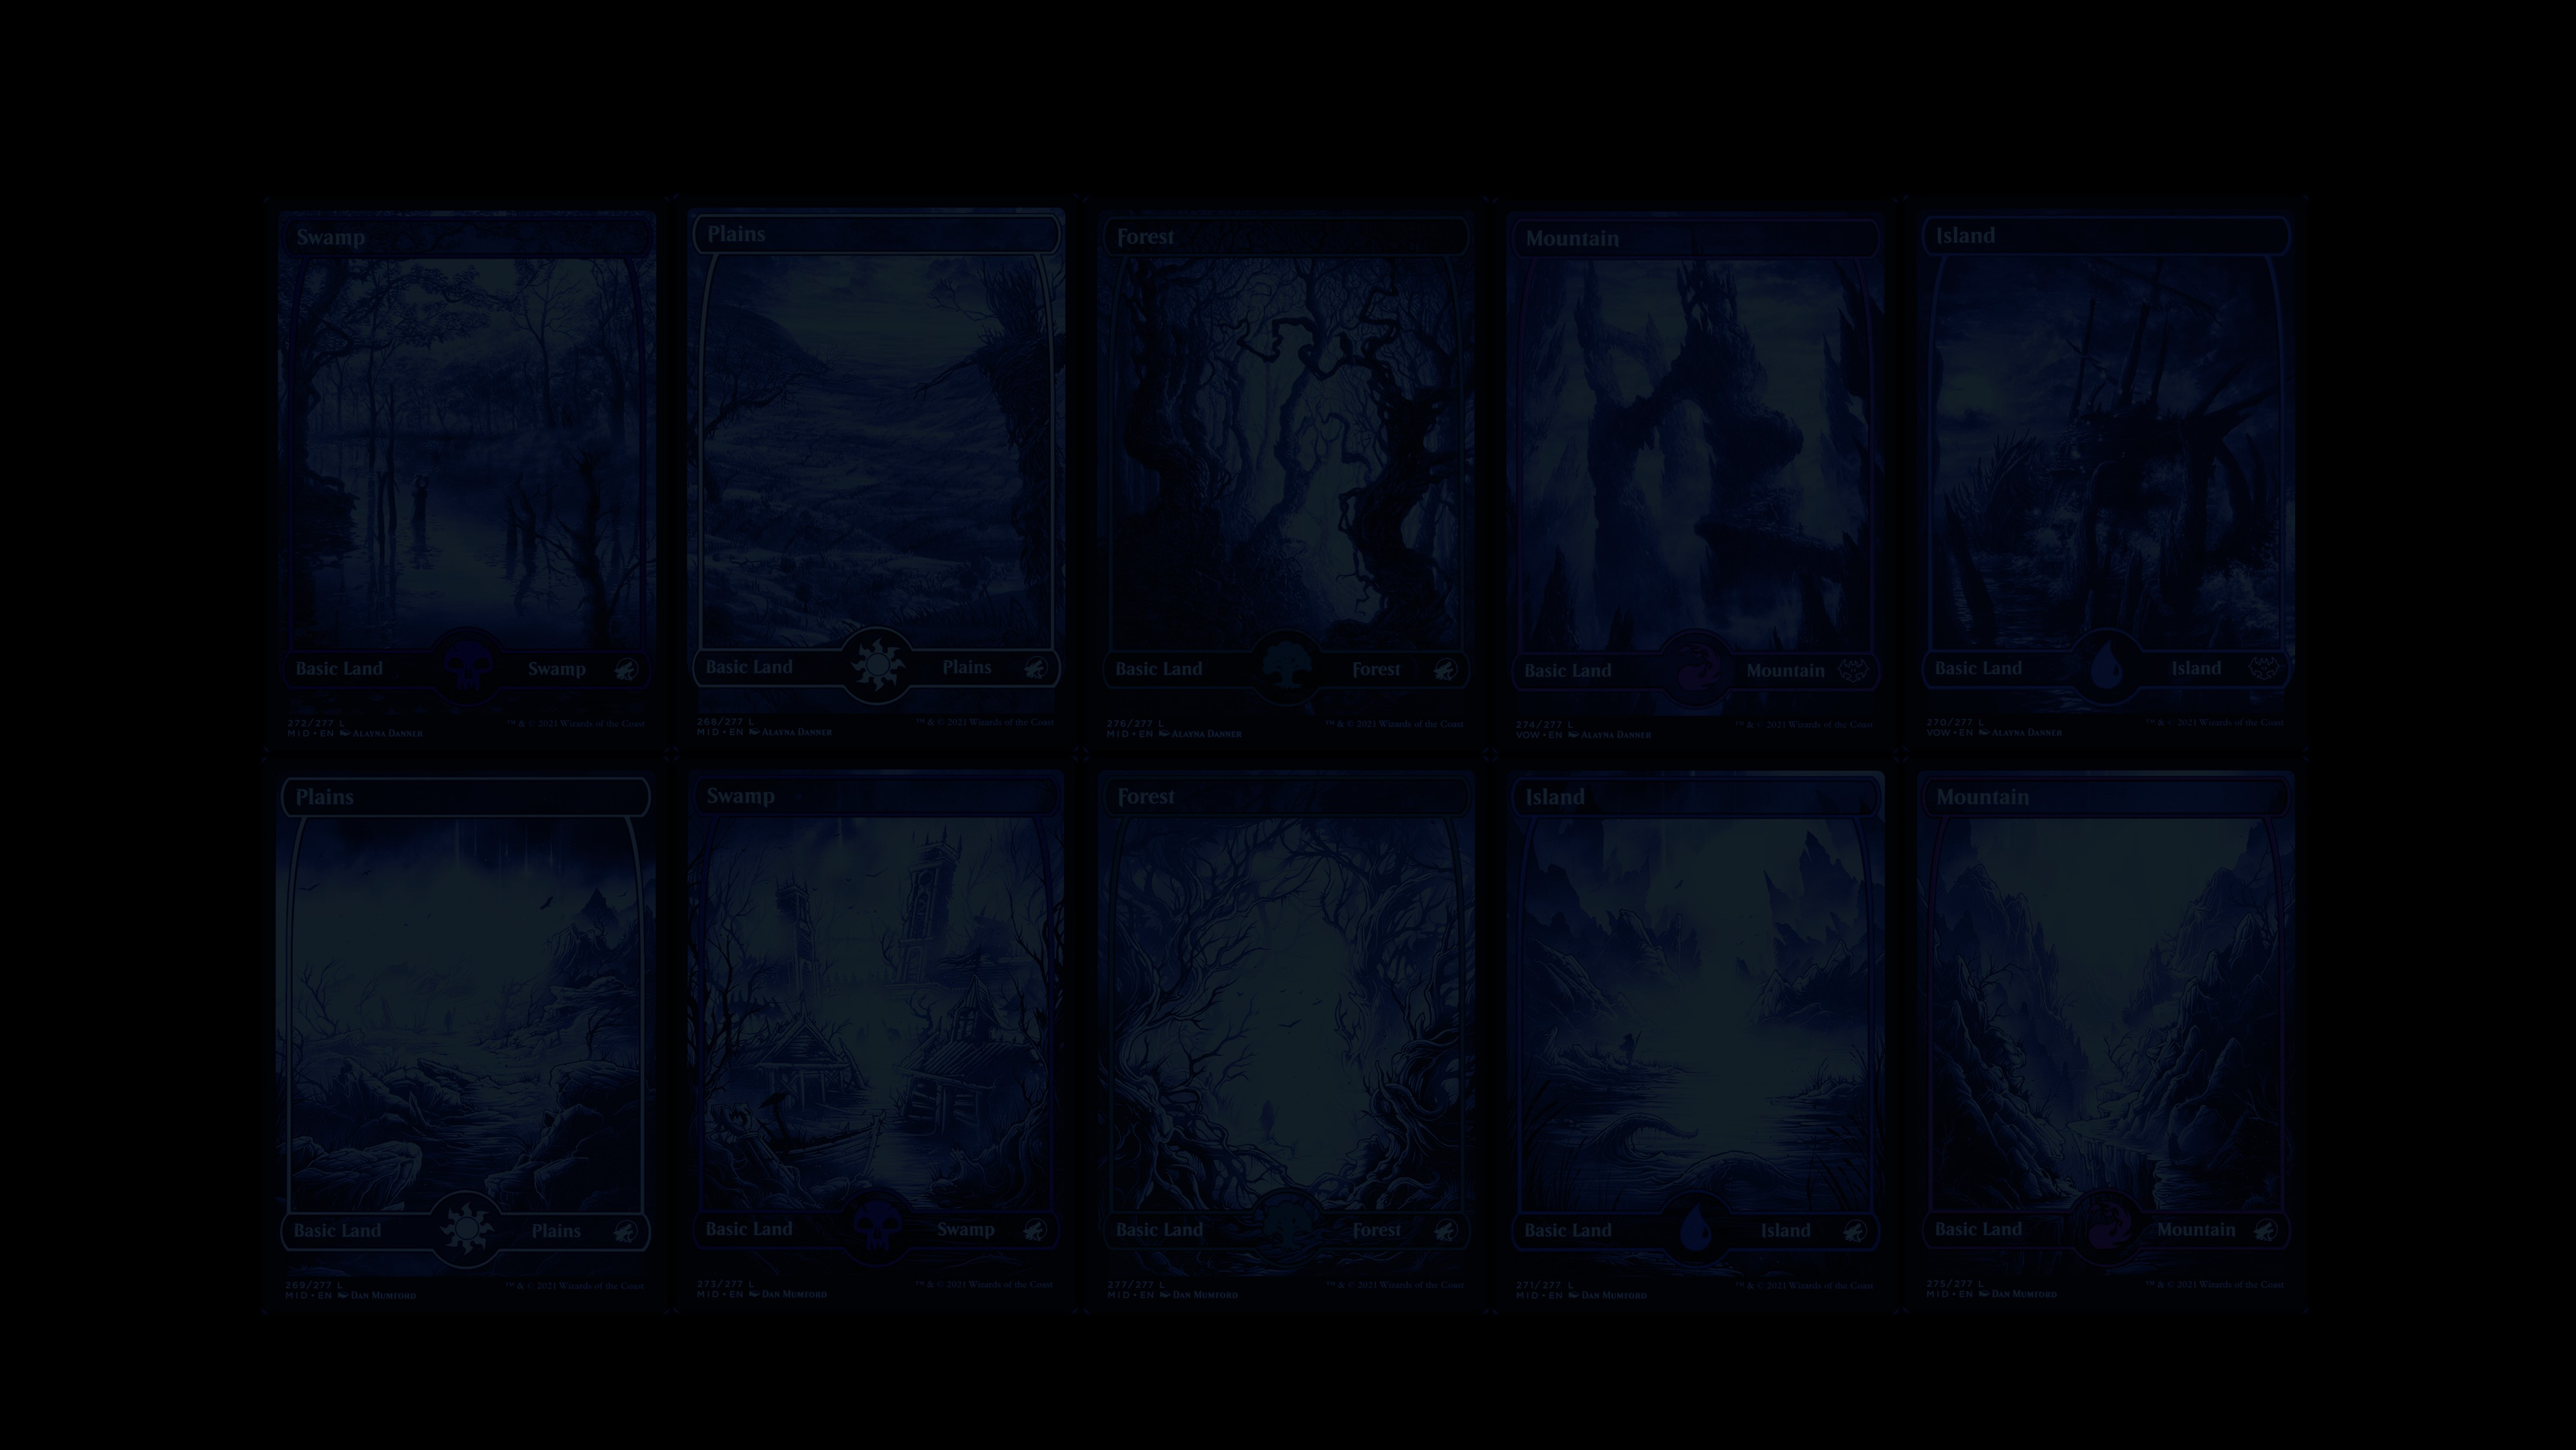 Swamp
Basic Land Swamp
272/277 L ™ & © 2021 Wizards of the Coast
MID • EN Alayna Danner
Plains
Basic Land Plains
268/277 L ™ & © 2021 Wizards of the Coast
MID • EN Alayna Danner
Forest
Basic Land Forest
276/277 L ™ & © 2021 Wizards of the Coast
MID • EN Alayna Danner
Mountain
Basic Land Mountain
274/277 L ™ & © 2021 Wizards of the Coast
VOW • EN Alayna Danner
Island
Basic Land Island
270/277 L ™ & © 2021 Wizards of the Coast
VOW • EN Alayna Danner
Plains
Basic Land Plains
269/277 L ™ & © 2021 Wizards of the Coast
MID • EN Dan Mumford
Swamp
Basic Land Swamp
273/277 L ™ & © 2021 Wizards of the Coast
MID • EN Dan Mumford
Forest
Basic Land Forest
277/277 L ™ & © 2021 Wizards of the Coast
MID • EN Dan Mumford
Island
Basic Land Island
271/277 L ™ & © 2021 Wizards of the Coast
MID • EN Dan Mumford
Mountain
Basic Land Mountain
275/277 L ™ & © 2021 Wizards of the Coast
MID • EN Dan Mumford